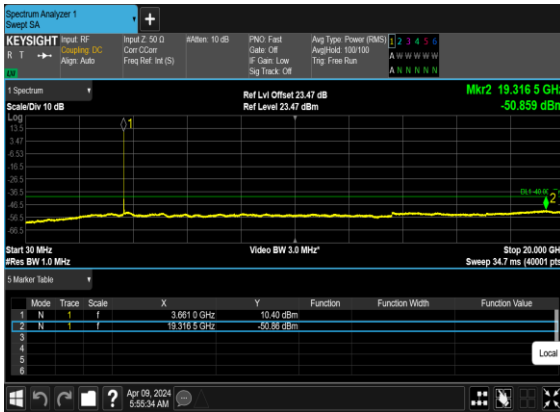 Spectrum Analyzer 1
Swept SA
+
KEYSIGHT Input: RF Input Z: 50 Ω #Atten: 10 dB PNO: Fast Avg Type: Power (RMS) 1 2 3 4 5 6
R T Coupling: DC Corr CCorr Gate: Off Avg|Hold: 100/100 A W W W W W
Align: Auto Freq Ref: Int (S) IF Gain: Low Trig: Free Run
LXI Sig Track: Off A N N N N N
1 Spectrum Ref Lvl Offset 23.47 dB Mkr2 19.316 5 GHz
Scale/Div 10 dB Ref Level 23.47 dBm -50.859 dBm
Log
13.5
3.47
-6.53
-16.5
-26.5
-36.5
-46.5
-56.5
-66.5
1
2
Start 30 MHz Video BW 3.0 MHz* Stop 20.000 GHz
#Res BW 1.0 MHz Sweep 34.7 ms (40001 pts)
5 Marker Table
Mode Trace Scale X Y Function Function Width Function Value
1 N 1 f 3.661 0 GHz 10.40 dBm
2 N 1 f 19.316 5 GHz -50.86 dBm
3
4
5
6
Local
? Apr 09, 2024
5:55:34 AM